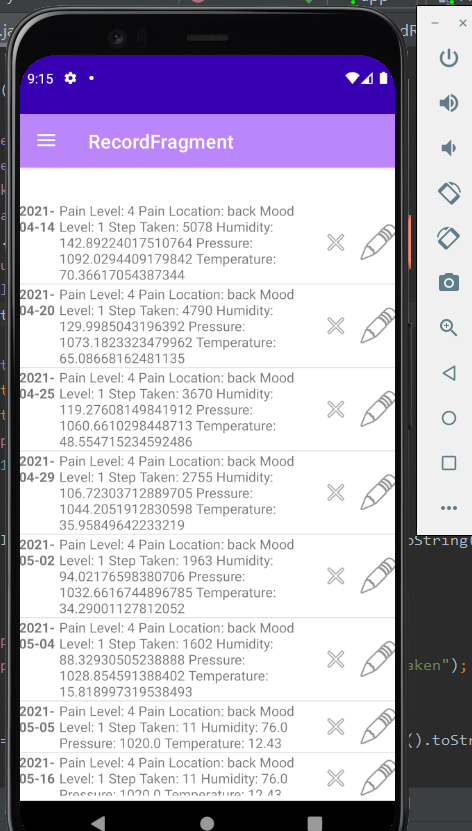 9:15
RecordFragment
2021- Pain Level: 4 Pain Location: back Mood
04-14 Level: 1 Step Taken: 5078 Humidity:
142.89224017510764 Pressure:
1092.0294409179842 Temperature:
70.36617054387344
2021- Pain Level: 4 Pain Location: back Mood
04-20 Level: 1 Step Taken: 4790 Humidity:
129.9985043196392 Pressure:
1073.1823323479962 Temperature:
65.08668162481135
2021- Pain Level: 4 Pain Location: back Mood
04-25 Level: 1 Step Taken: 3670 Humidity:
119.27608149841912 Pressure:
1060.6610298448713 Temperature:
48.554715234592486
2021- Pain Level: 4 Pain Location: back Mood
04-29 Level: 1 Step Taken: 2755 Humidity:
106.72303712889705 Pressure:
1044.2051912830598 Temperature:
35.95849642233219
2021- Pain Level: 4 Pain Location: back Mood
05-02 Level: 1 Step Taken: 1963 Humidity:
94.02176598380706 Pressure:
1032.6616744896785 Temperature:
34.29001127812052
2021- Pain Level: 4 Pain Location: back Mood
05-04 Level: 1 Step Taken: 1602 Humidity:
88.32930505238888 Pressure:
1028.854591388402 Temperature:
15.818997319538493
2021- Pain Level: 4 Pain Location: back Mood
05-05 Level: 1 Step Taken: 11 Humidity: 76.0
Pressure: 1020.0 Temperature: 12.43
2021- Pain Level: 4 Pain Location: back Mood
05-16 Level: 1 Step Taken: 11 Humidity: 76.0
Pressure: 1020.0 Temperature: 12.43
oString(
aken");
().toStr